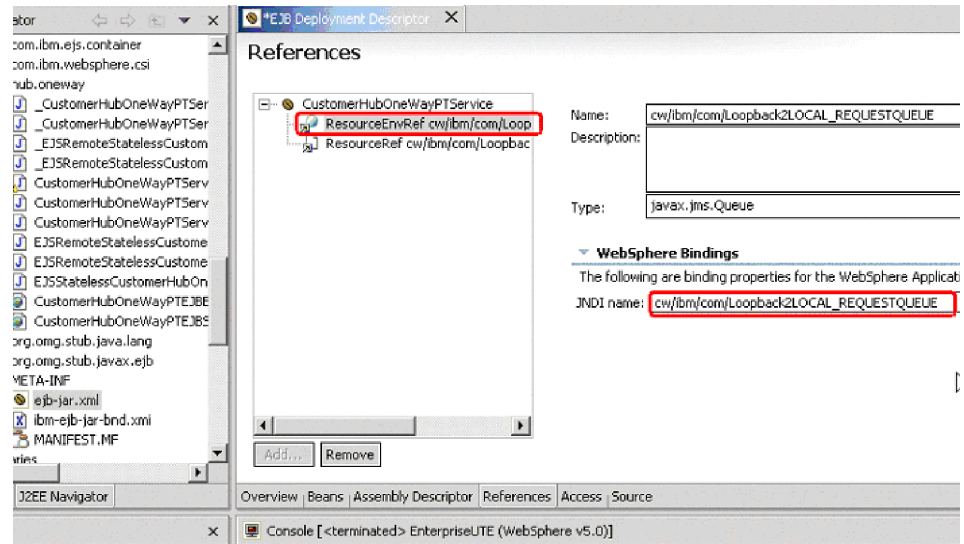 ator
*EJB Deployment Descriptor
com.ibm.ejs.container
com.ibm.websphere.csi
hub.oneway
_CustomerHubOneWayPTSer
_CustomerHubOneWayPTSer
_EJSRemoteStatelessCustom
_EJSRemoteStatelessCustom
CustomerHubOneWayPTServ
CustomerHubOneWayPTServ
CustomerHubOneWayPTServ
EJSRemoteStatelessCustome
EJSRemoteStatelessCustome
EJSStatelessCustomerHubOn
CustomerHubOneWayPTEJBE
CustomerHubOneWayPTEJBS
org.omg.stub.java.lang
org.omg.stub.javax.ejb
META-INF
ejb-jar.xml
ibm-ejb-jar-bnd.xmi
MANIFEST.MF
aries
J2EE Navigator
References
CustomerHubOneWayPTService
ResourceEnvRef cw/ibm/com/Loop
ResourceRef cw/ibm/com/Loopbac
Add...
Remove
Name:
cw/ibm/com/Loopback2LOCAL_REQUESTQUEUE
Description:
Type:
javax.jms.Queue
WebSphere Bindings
The following are binding properties for the WebSphere Applicati
JNDI name:
cw/ibm/com/Loopback2LOCAL_REQUESTQUEUE
Overview Beans Assembly Descriptor References Access Source
Console [<terminated> EnterpriseUTE (WebSphere v5.0)]